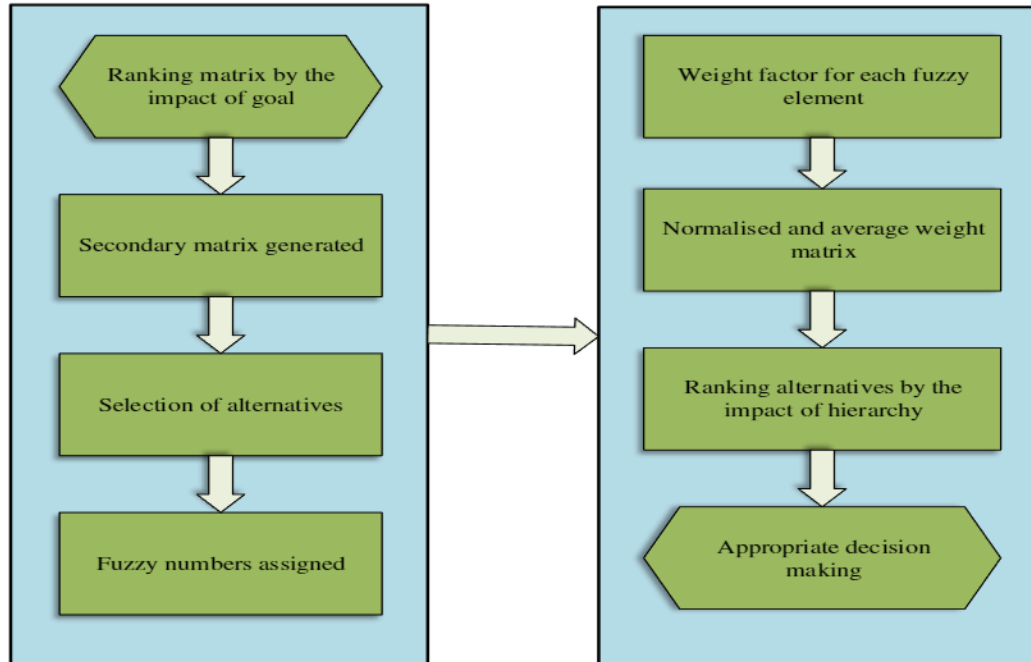 Ranking matrix by the
impact of goal
Secondary matrix generated
Selection of alternatives
Fuzzy numbers assigned
Weight factor for each fuzzy
element
Normalised and average weight
matrix
Ranking alternatives by the
impact of hierarchy
Appropriate decision
making